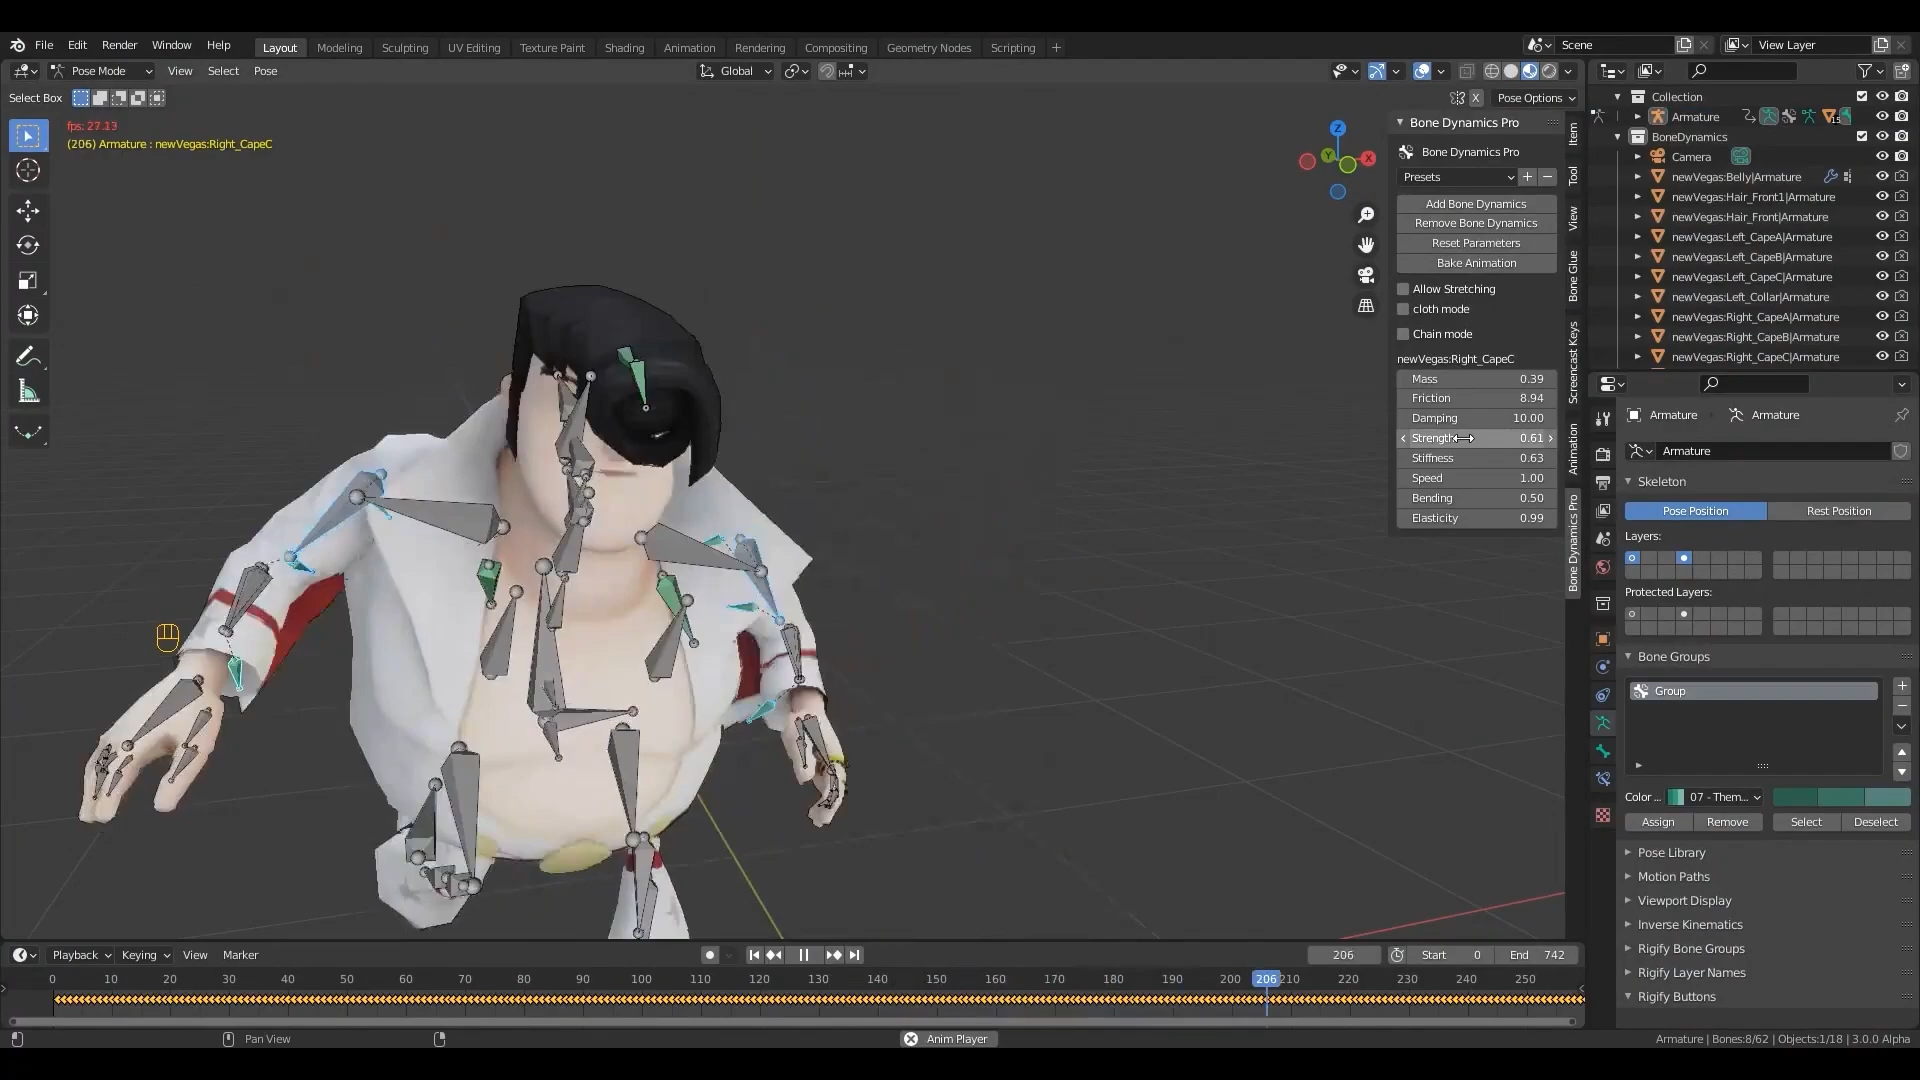 File Edit Render Window Help Layout Modeling Sculpting UV Editing Texture Paint Shading Animation Rendering Compositing Geometry Nodes Scripting + Scene View Layer
Pose Mode View Select Pose Global
Select Box X Pose Options
fps: 27.13
(206) Armature : newVegas:Right_CapeC
Z
Y
X
Bone Dynamics Pro
Bone Dynamics Pro
Presets
Add Bone Dynamics
Remove Bone Dynamics
Reset Parameters
Bake Animation
Allow Stretching
cloth mode
Chain mode
newVegas:Right_CapeC
Mass 0.39
Friction 8.94
Damping 10.00
Strength 0.61
Stiffness 0.63
Speed 1.00
Bending 0.50
Elasticity 0.99
Item
Tool
View
Bone Glue
Screencast Keys
Animation
Bone Dynamics Pro
Collection
Armature
15
BoneDynamics
Camera
newVegas:Belly|Armature
newVegas:Hair_Front1|Armature
newVegas:Hair_Front|Armature
newVegas:Left_CapeA|Armature
newVegas:Left_CapeB|Armature
newVegas:Left_CapeC|Armature
newVegas:Left_Collar|Armature
newVegas:Right_CapeA|Armature
newVegas:Right_CapeB|Armature
newVegas:Right_CapeC|Armature
Armature Armature
Armature
Skeleton
Pose Position Rest Position
Layers:
Protected Layers:
Bone Groups
Group
Color ... 07 - Them...
Assign Remove Select Deselect
Pose Library
Motion Paths
Viewport Display
Inverse Kinematics
Rigify Bone Groups
Rigify Layer Names
Rigify Buttons
Playback Keying View Marker 206 Start 0 End 742
0 10 20 30 40 50 60 70 80 90 100 110 120 130 140 150 160 170 180 190 200 206 210 220 230 240 250
Pan View Anim Player Armature | Bones:8/62 | Objects:1/18 | 3.0.0 Alpha